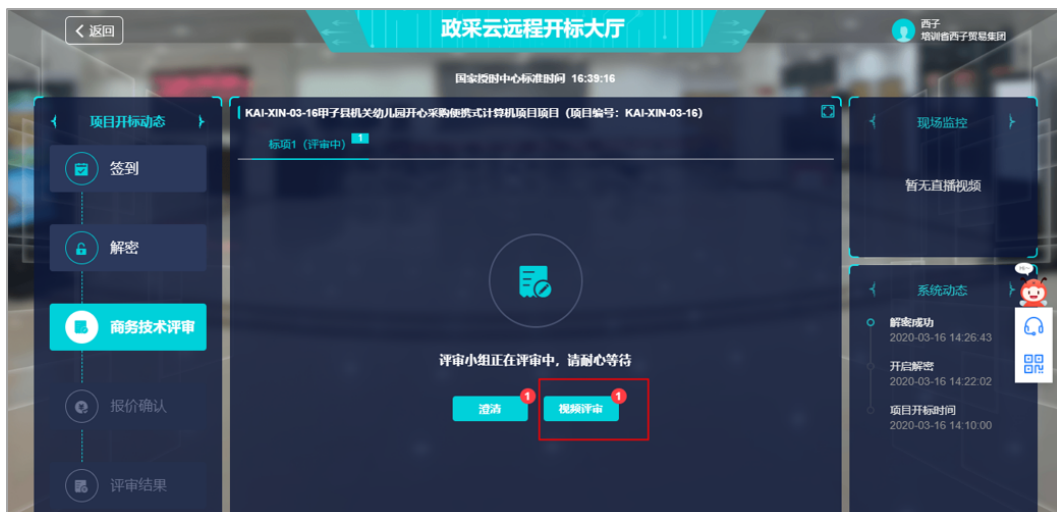 返回
政采云远程开标大厅
西子
培训省西子贸易集团
国家授时中心标准时间 16:39:16
项目开标动态
签到
解密
商务技术评审
报价确认
评审结果
KAI-XIN-03-16甲子县机关幼儿园开心采购便携式计算机项目项目（项目编号：KAI-XIN-03-16）
标项1（评审中） 1
评审小组正在评审中，请耐心等待
澄清 1
视频评审 1
现场监控
暂无直播视频
系统动态
解密成功
2020-03-16 14:26:43
开启解密
2020-03-16 14:22:02
项目开标时间
2020-03-16 14:10:00